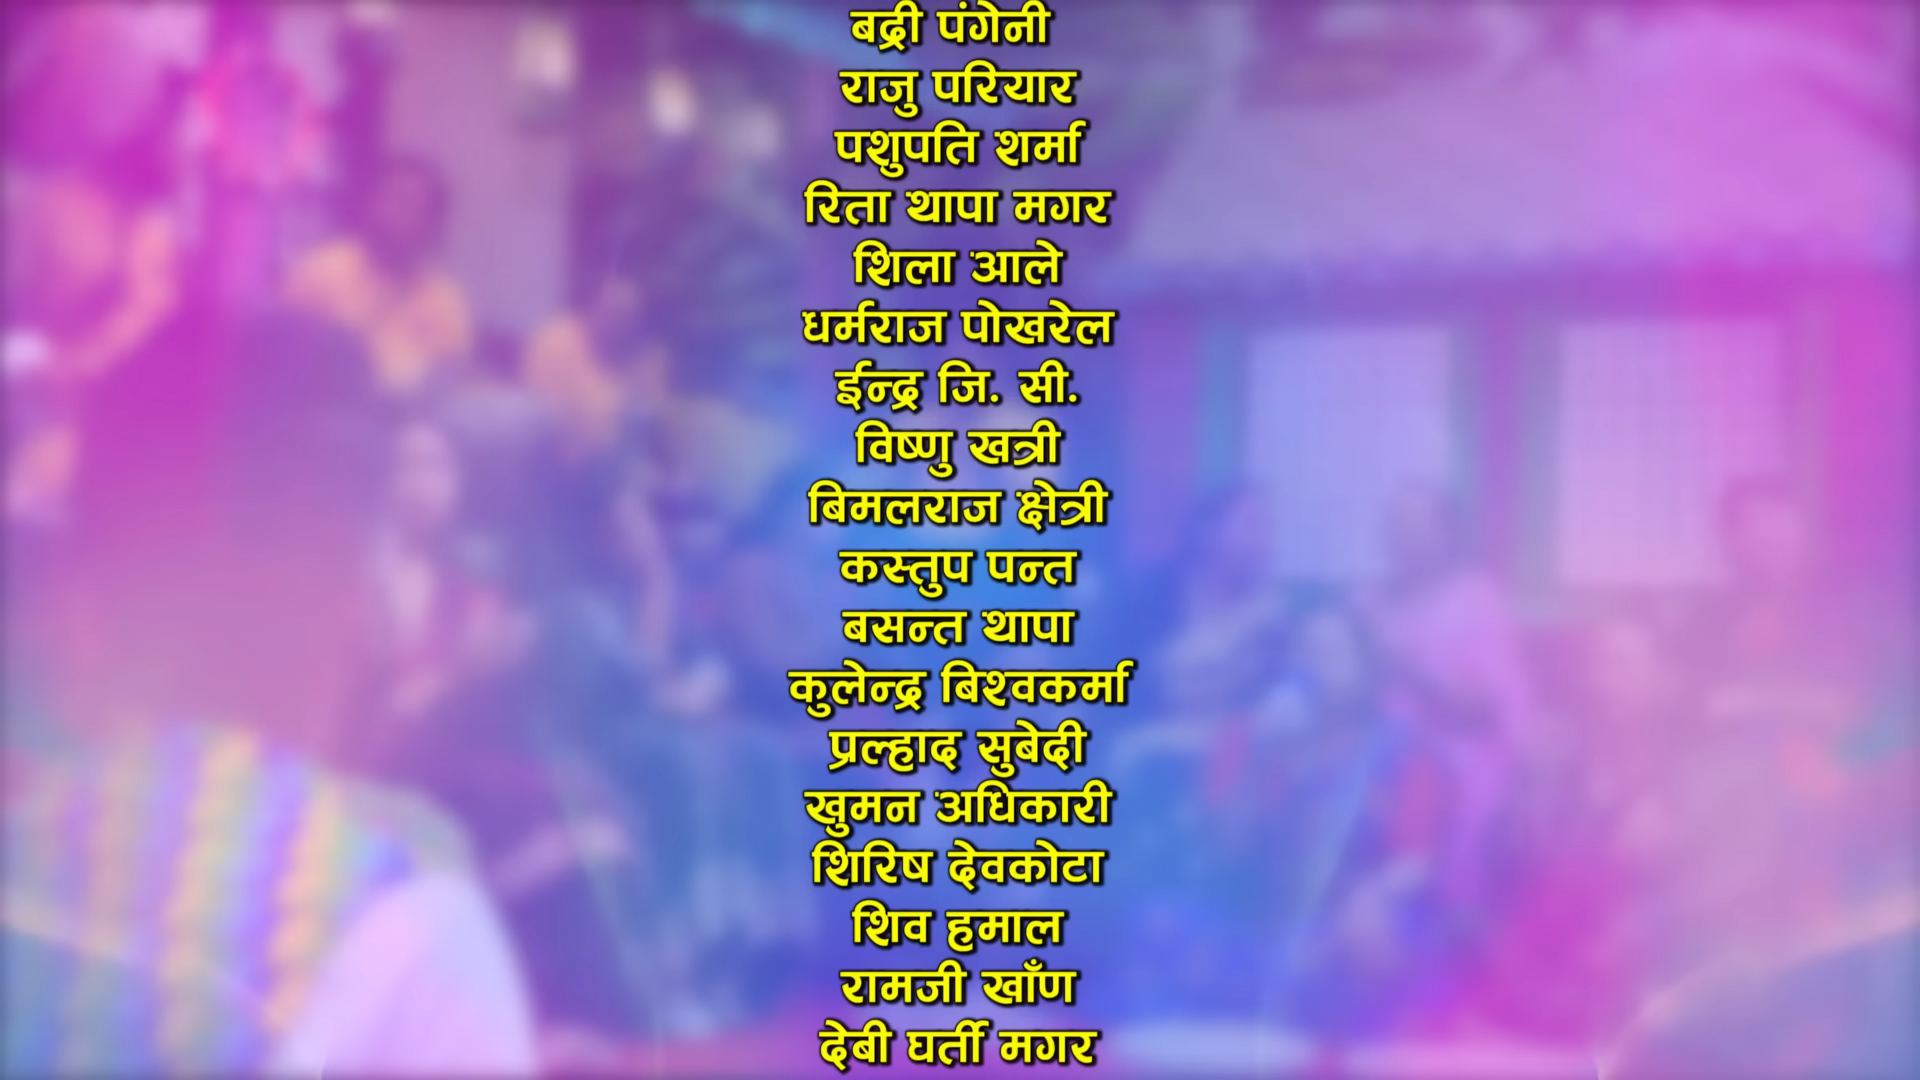 बद्री पंगेनी
राजु परियार
पशुपति शर्मा
रिता थापा मगर
शिला आले
धर्मराज पोखरेल
ईन्द्र जि. सी.
विष्णु खत्री
बिमलराज क्षेत्री
कस्तुप पन्त
बसन्त थापा
कुलेन्द्र बिश्वकर्मा
प्रल्हाद सुबेदी
खुमन अधिकारी
शिरिष देवकोटा
शिव हमाल
रामजी खाँण
देबी घर्ती मगर